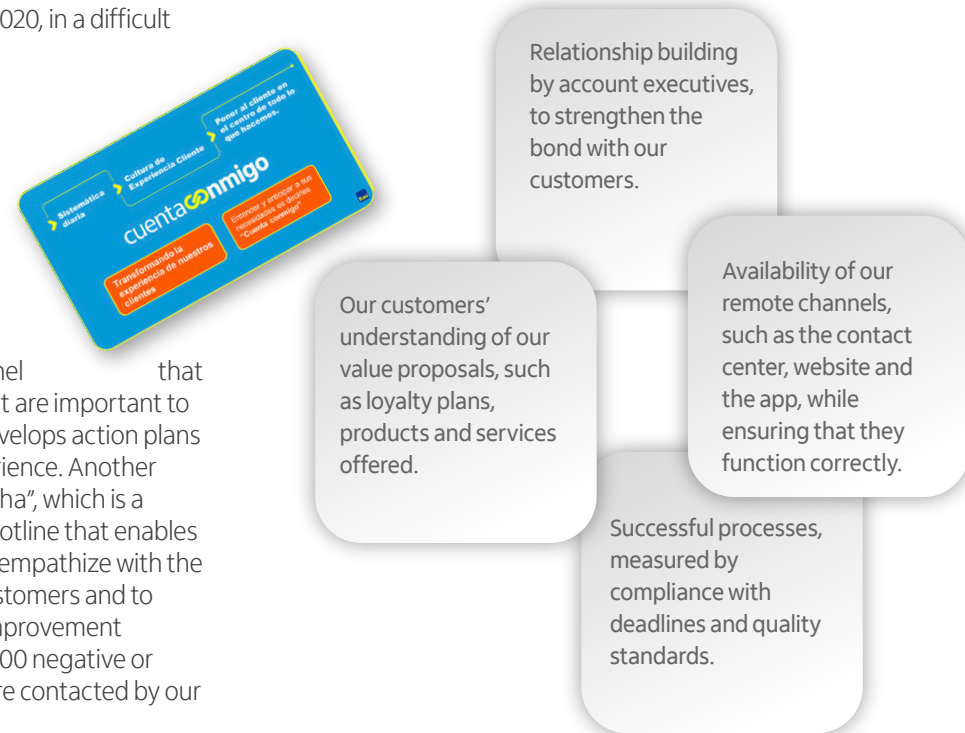 020, in a difficult
Sistemática
diaria
Cultura de
Experiencia Cliente
Poner al cliente en
el centro de todo lo
que hacemos.
cuenta conmigo
Transformando la
experiencia de nuestros
clientes
Entender y anticipar a sus
necesidades es decirles
"Cuenta conmigo"
nel that
t are important to
velops action plans
rience. Another
ha", which is a
otline that enables
empathize with the
stomers and to
nprovement
00 negative or
re contacted by our
Relationship building
by account executives,
to strengthen the
bond with our
customers.
Our customers'
understanding of our
value proposals, such
as loyalty plans,
products and services
offered.
Availability of our
remote channels,
such as the contact
center, website and
the app, while
ensuring that they
function correctly.
Successful processes,
measured by
compliance with
deadlines and quality
standards.